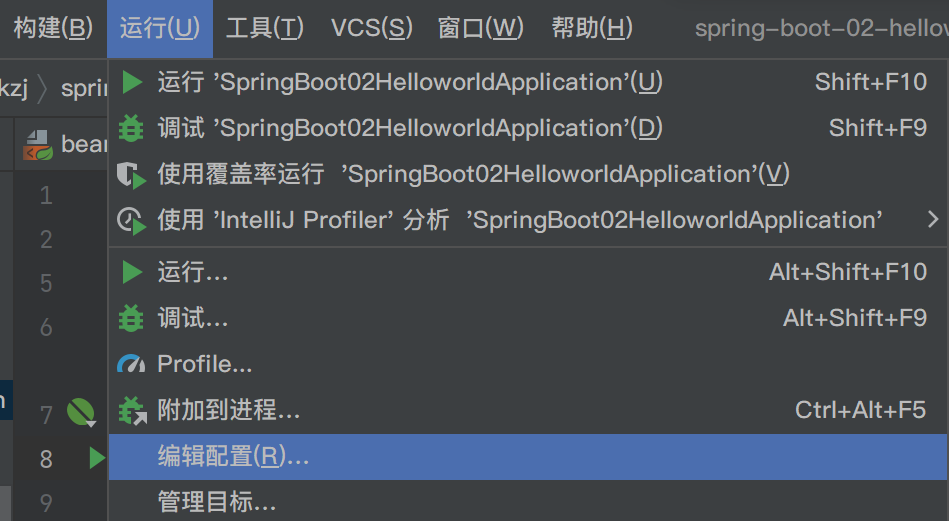 构建(B) 运行(U) 工具(T) VCS(S) 窗口(W) 帮助(H) spring-boot-02-hellow
kzj 〉 sprin
bean
运行 'SpringBoot02HelloworldApplication'(U) Shift+F10
调试 'SpringBoot02HelloworldApplication'(D) Shift+F9
使用覆盖率运行 'SpringBoot02HelloworldApplication'(V)
使用 'IntelliJ Profiler' 分析 'SpringBoot02HelloworldApplication'
运行... Alt+Shift+F10
调试... Alt+Shift+F9
Profile...
附加到进程... Ctrl+Alt+F5
编辑配置(R)...
管理目标...
1
2
5
6
7
8
9